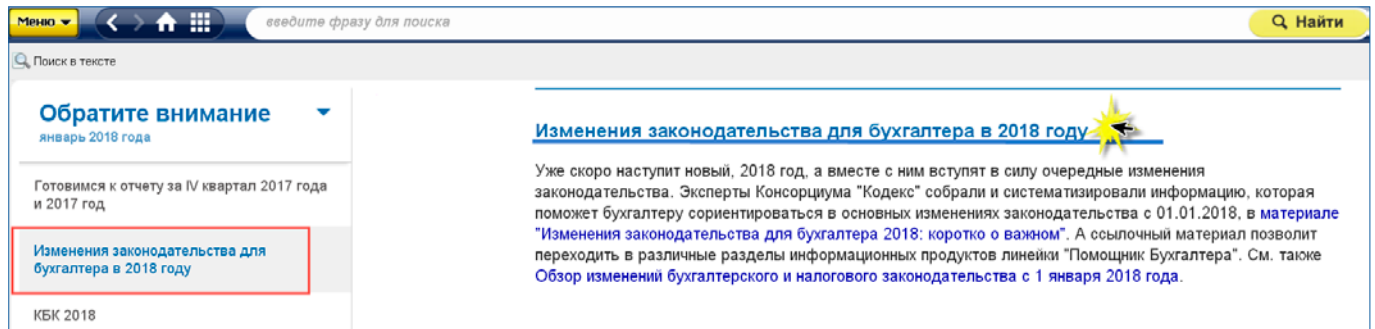 Меню
введите фразу для поиска
Найти
Поиск в тексте
Обратите внимание
январь 2018 года
Готовимся к отчету за IV квартал 2017 года
и 2017 год
Изменения законодательства для
бухгалтера в 2018 году
КБК 2018
Изменения законодательства для бухгалтера в 2018 году
Уже скоро наступит новый, 2018 год, а вместе с ним вступят в силу очередные изменения
законодательства. Эксперты Консорциума "Кодекс" собрали и систематизировали информацию, которая
поможет бухгалтеру сориентироваться в основных изменениях законодательства с 01.01.2018, в материале
"Изменения законодательства для бухгалтера 2018: коротко о важном". А ссылочный материал позволит
переходить в различные разделы информационных продуктов линейки "Помощник Бухгалтера". См. также
Обзор изменений бухгалтерского и налогового законодательства с 1 января 2018 года.